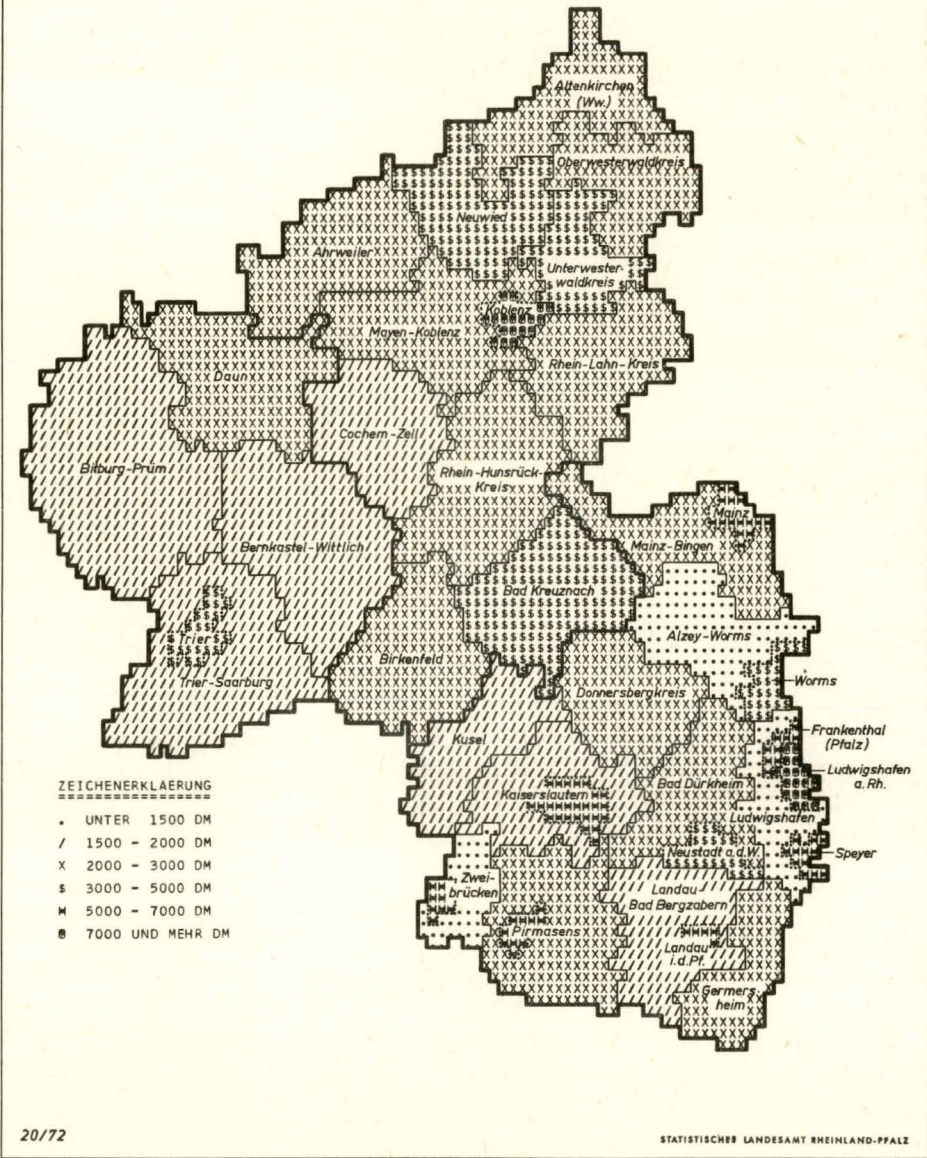 Altenkirchen
(Ww.)
Oberwesterwaldkreis
Neuwied
Ahrweiler
Unterwester-
waldkreis
Koblenz
Mayen-Koblenz
Rhein-Lahn-Kreis
Daun
Cochem-Zell
Bitburg-Prüm
Rhein-Hunsrück-
Kreis
Mainz
Bernkastel-Wittlich
Mainz-Bingen
Bad Kreuznach
Trier
Alzey-Worms
Birkenfeld
Trier-Saarburg
Worms
Donnersbergkreis
Kusel
Frankenthal
(Pfalz)
Ludwigshafen
a. Rh.
Bad Dürkheim
Kaiserslautern
Ludwigshafen
Neustadt a.d.W.
Speyer
Zwei-
brücken
Landau
Bad Bergzabern
Pirmasens
Landau
i.d.Pf.
Germers-
heim
ZEICHENERKLAERUNG
. UNTER 1500 DM
/ 1500 - 2000 DM
X 2000 - 3000 DM
$ 3000 - 5000 DM
5000 - 7000 DM
7000 UND MEHR DM
20/72
STATISTISCHES LANDESAMT RHEINLAND-PFALZ